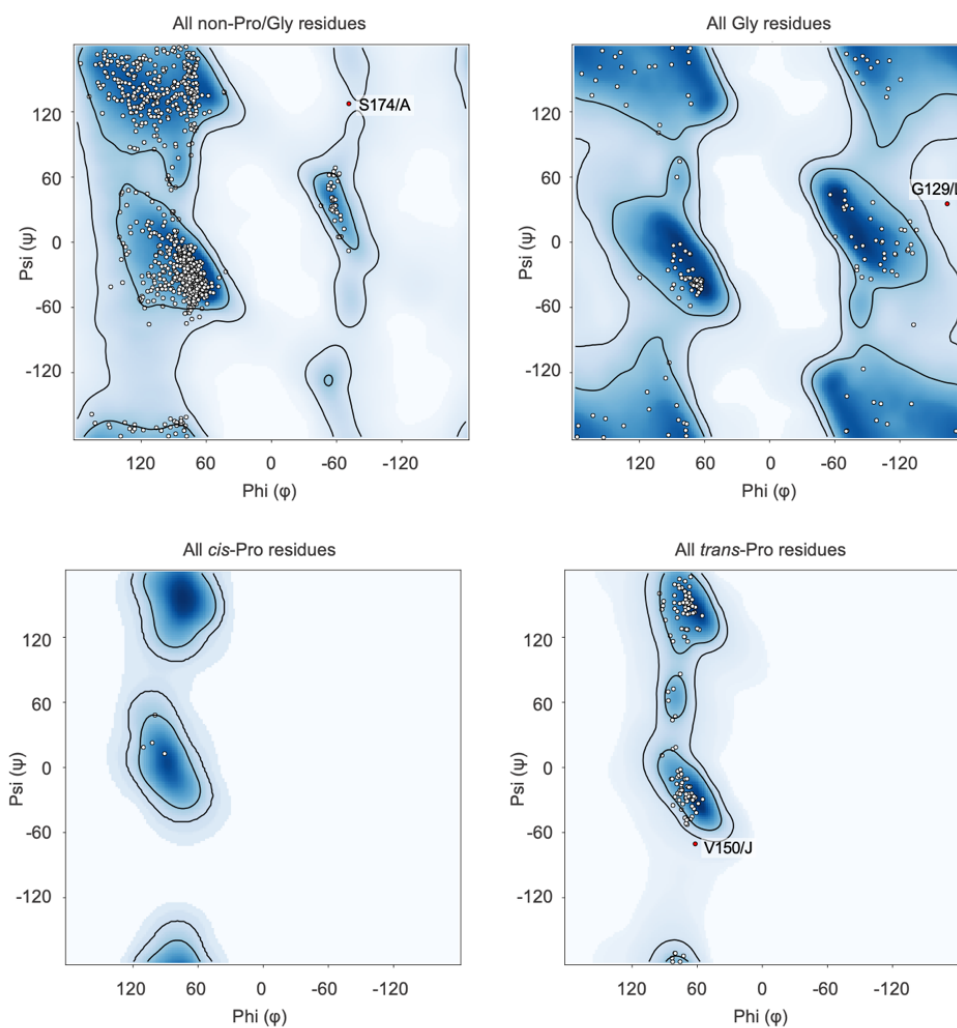 All non-Pro/Gly residues
S174/A
120
60
0
-60
-120
Psi (ψ)
120
60
0
-60
-120
Phi (φ)
All Gly residues
G129/I
120
60
0
-60
-120
Psi (ψ)
120
60
0
-60
-120
Phi (φ)
All cis-Pro residues
120
60
0
-60
-120
Psi (ψ)
120
60
0
-60
-120
Phi (φ)
All trans-Pro residues
V150/J
120
60
0
-60
-120
Psi (ψ)
120
60
0
-60
-120
Phi (φ)